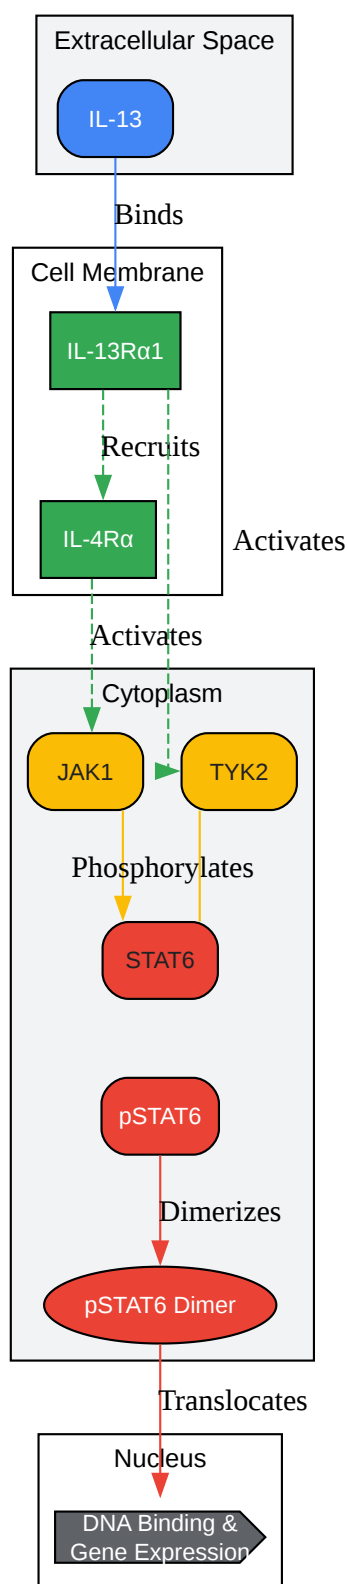 Extracellular Space
IL-13
Binds
Cell Membrane
IL-13Rα1
Recruits
IL-4Rα
Activates
Activates
Cytoplasm
JAK1
TYK2
Phosphorylates
STAT6
pSTAT6
Dimerizes
pSTAT6 Dimer
Translocates
Nucleus
DNA Binding &
Gene Expression